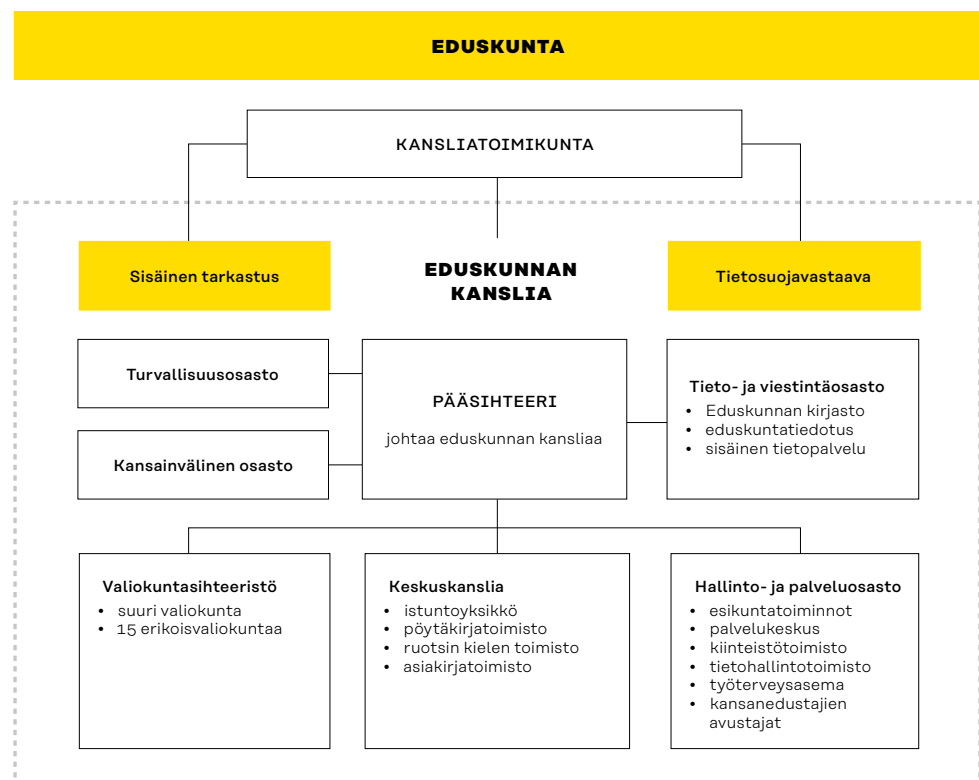 EDUSKUNTA
KANSLIATOIMIKUNTA
Sisäinen tarkastus
EDUSKUNNAN
KANSLIA
Tietosuojavastaava
Turvallisuusosasto
Kansainvälinen osasto
PÄÄSIHTEERI
johtaa eduskunnan kansliaa
Tieto- ja viestintäosasto
• Eduskunnan kirjasto
• eduskuntatiedotus
• sisäinen tietopalvelu
Valiokuntasihteeristö
• suuri valiokunta
• 15 erikoisvaliokuntaa
Keskuskanslia
• istuntoyksikkö
• pöytäkirjatoimisto
• ruotsin kielen toimisto
• asiakirjatoimisto
Hallinto- ja palveluosasto
• esikuntatoiminnot
• palvelukeskus
• kiinteistötoimisto
• tietohallintotoimisto
• työterveysasema
• kansanedustajien
avustajat